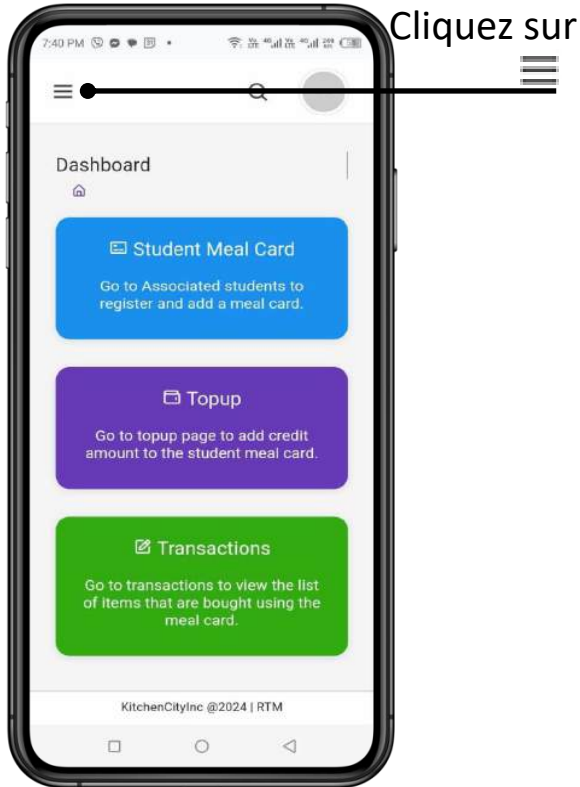 Cliquez sur
7:40 PM
Dashboard
Student Meal Card
Go to Associated students to
register and add a meal card.
Topup
Go to topup page to add credit
amount to the student meal card.
Transactions
Go to transactions to view the list
of items that are bought using the
meal card.
KitchenCityInc @2024 | RTM